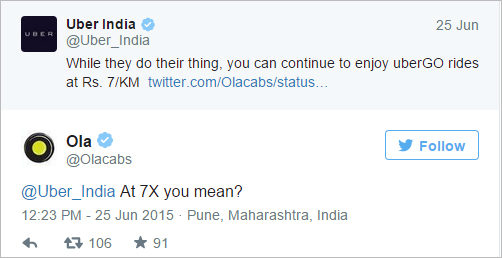 UBER
Uber India
25 Jun
@Uber_India
While they do their thing, you can continue to enjoy uberGO rides
at Rs. 7/KM twitter.com/Olacabs/status...
Ola
Follow
@Olacabs
@Uber_India At 7X you mean?
12:23 PM - 25 Jun 2015 · Pune, Maharashtra, India
106
91